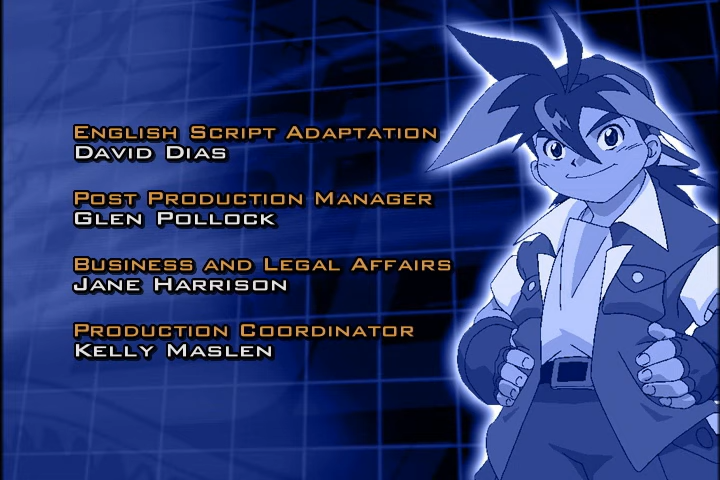 English Script Adaptation
David Dias
Post Production Manager
Glen Pollock
Business and Legal Affairs
Jane Harrison
Production Coordinator
Kelly Maslen